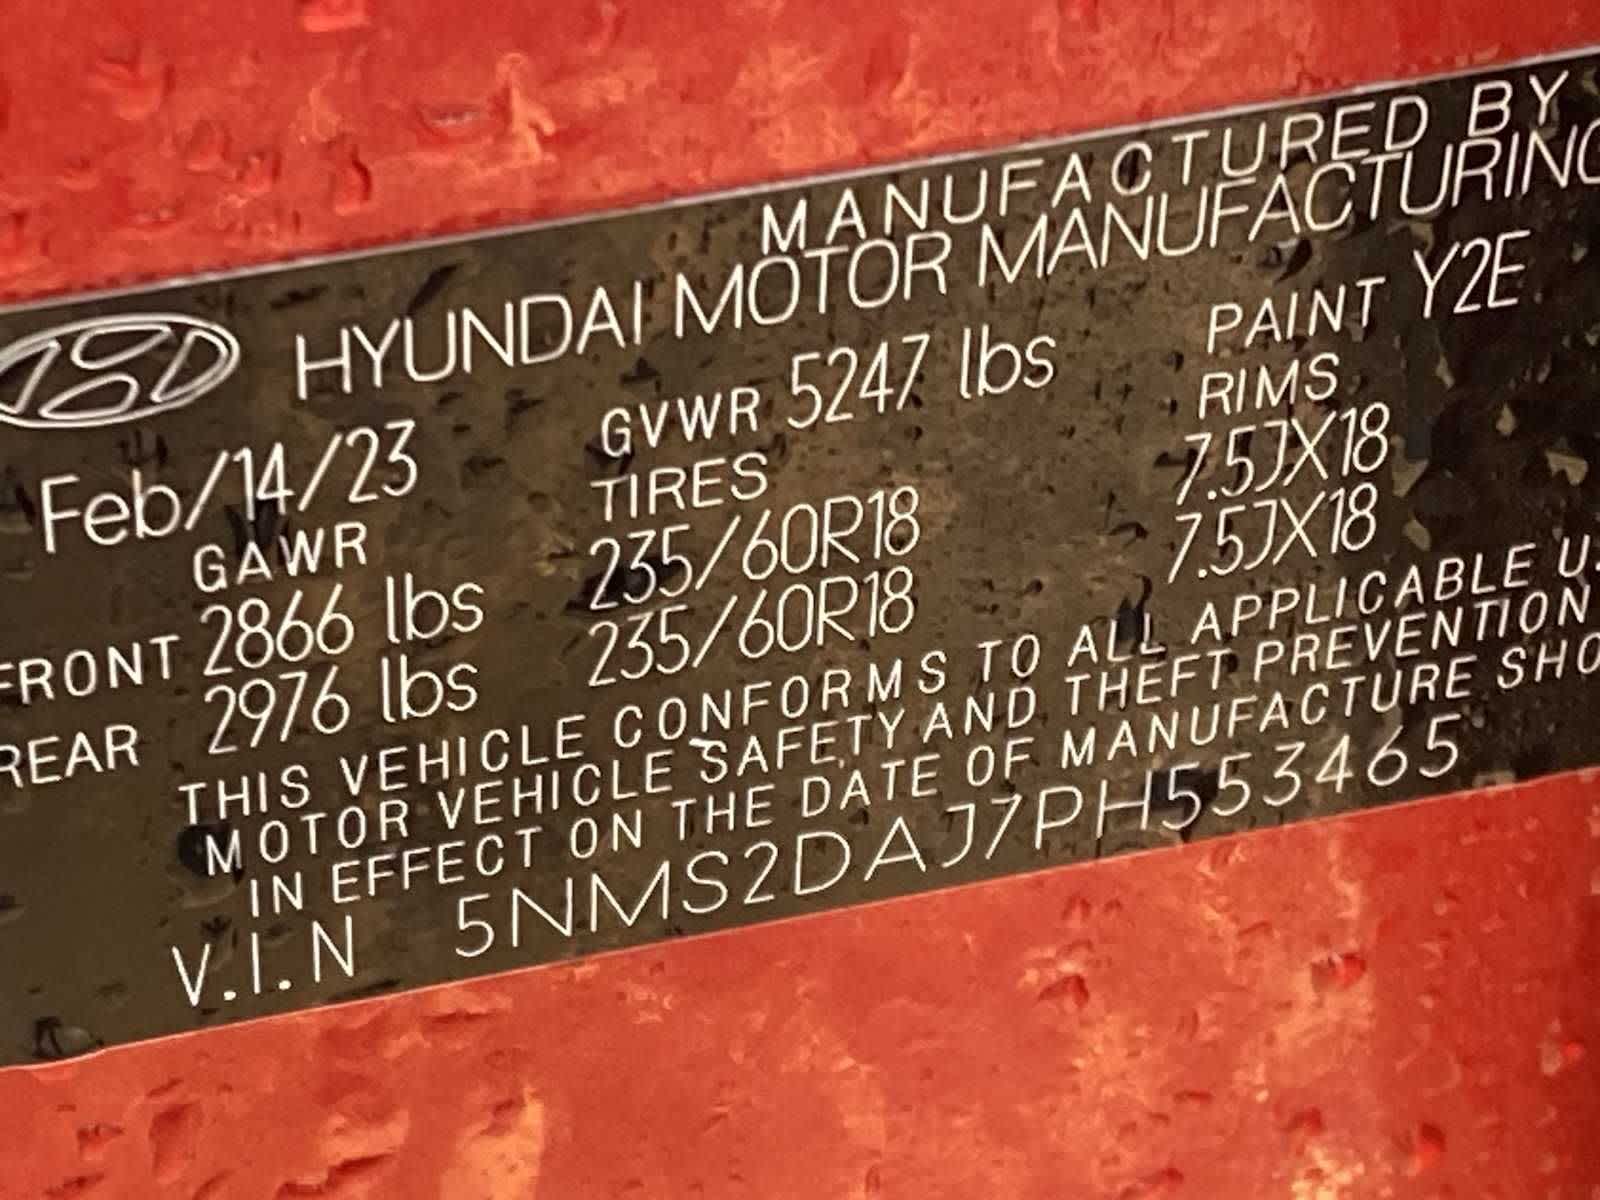 MANUFACTURED BY
HYUNDAI MOTOR MANUFACTURING
Feb/14/23 GVWR 5247 lbs PAINT Y2E
GAWR TIRES RIMS
FRONT 2866 lbs 235/60R18 7.5JX18
REAR 2976 lbs 235/60R18 7.5JX18
THIS VEHICLE CONFORMS TO ALL APPLICABLE U.
MOTOR VEHICLE SAFETY AND THEFT PREVENTION
IN EFFECT ON THE DATE OF MANUFACTURE SHO
V.I.N 5NMS2DAJ7PH553465